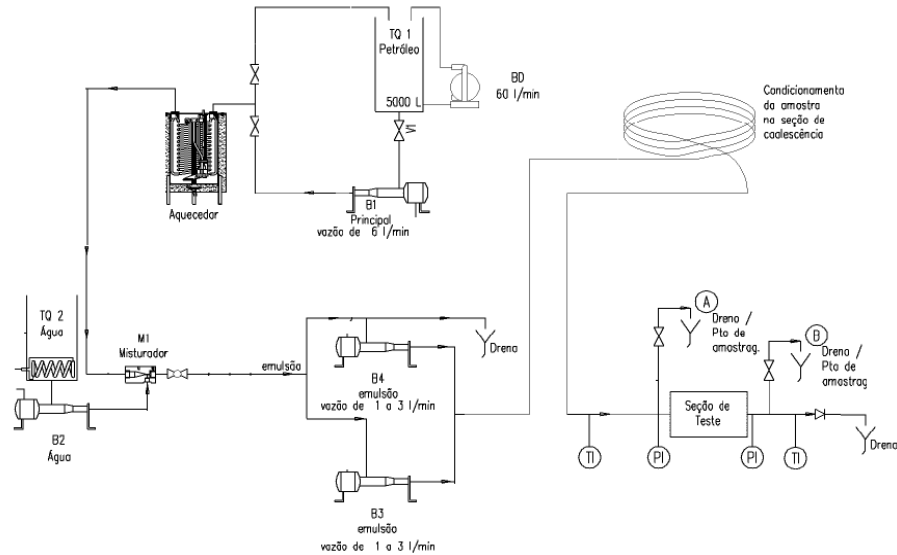 TQ 1
Petróleo
5000 L
BD
60 l/min
V1
Aquecedor
B1
Principal
vazão de 6 l/min
Condicionamento
da amostra
na seção de
coalescência
TQ 2
Água
M1
Misturador
B2
Água
emulsão
B4
emulsão
vazão de 1 a 3 l/min
Dreno
B3
emulsão
vazão de 1 a 3 l/min
A
Dreno /
Pto de
amostrag.
B
Dreno /
Pto de
amostrag
Seção de
Teste
TI
PI
PI
TI
Dreno